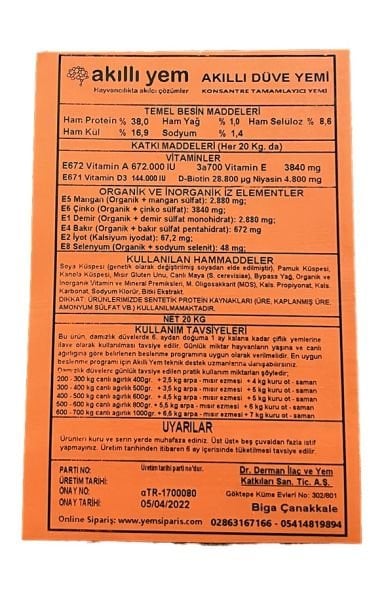 akıllı yem
Hayvancılıkta akılcı çözümler
AKILLI DÜVE YEMİ
KONSANTRE TAMAMLAYICI YEMİ
TEMEL BESİN MADDELERİ
Ham Protein % 38,0 Ham Yağ % 1,0 Ham Selüloz % 8,6
Ham Kül % 16,9 Sodyum % 1,4
KATKI MADDELERİ (Her 20 Kg. da)
VİTAMİNLER
E672 Vitamin A 672.000 IU 3a700 Vitamin E 3840 mg
E671 Vitamin D3 144.000 IU D-Biotin 28.800 µg Niyasin 4.800 mg
ORGANİK VE İNORGANİK İZ ELEMENTLER
E5 Mangan (Organik + mangan sülfat): 2.880 mg;
E6 Çinko (Organik + çinko sülfat): 3840 mg;
E1 Demir (Organik + demir sülfat monohidrat): 2.880 mg;
E4 Bakır (Organik + bakır sülfat pentahidrat): 672 mg
E2 İyot (Kalsiyum iyodat): 67,2 mg;
E8 Selenyum (Organik + sodyum selenit): 48 mg;
KULLANILAN HAMMADDELER
Soya Küspesi (genetik olarak değiştirilmiş soyadan elde edilmiştir), Pamuk Küspesi,
Kanola Küspesi, Mısır Gluten Unu, Canlı Maya (S. cerevisiae), Bypass Yağ, Organik ve
İnorganik Vitamin ve Mineral Premiksleri, M. Oligosakkarit (MOS), Kals. Propiyonat, Kals.
Karbonat, Sodyum Klorür, Bitki Ekstrakt.
DİKKAT: ÜRÜNLERİMİZDE SENTETİK PROTEİN KAYNAKLARI (ÜRE, KAPLANMIŞ ÜRE,
AMONYUM SÜLFAT VB.) KULLANILMAMAKTADIR.
NET 20 KG
KULLANIM TAVSİYELERİ
Bu ürün, damızlık düvelerde 6. aydan doğuma 1 ay kalana kadar çiftlik yemlerine
ilave olarak kullanılması tavsiye edilir. Günlük miktar hayvanların yaşına ve canlı
ağırlığına göre belirlenen beslenme programına uygun olarak verilmelidir. En uygun
beslenme programı için Akıllı Yem teknik destek uzmanlarına danışabilirsiniz.
Damızlık düvelere günlük tavsiye edilen pratik kullanım miktarları şöyledir;
200 - 300 kg canlı ağırlık 400gr. + 2,5 kg arpa - mısır ezmesi + 4 kg kuru ot - saman
300 - 400 kg canlı ağırlık 500gr. + 3,5 kg arpa - mısır ezmesi + 5 kg kuru ot - saman
400 - 500 kg canlı ağırlık 600gr. + 4,5 kg arpa - mısır ezmesi + 5 kg kuru ot - saman
500 - 600 kg canlı ağırlık 800gr. + 5,5 kg arpa - mısır ezmesi + 6 kg kuru ot - saman
600 - 700 kg canlı ağırlık 1000gr. + 6,5 kg arpa - mısır ezmesi + 7 kg kuru ot - saman
UYARILAR
Ürünleri kuru ve serin yerde muhafaza ediniz. Üst üste beş çuvaldan fazla istif
yapmayınız. Üretim tarihinden itibaren 6 ay içerisinde tüketilmesi tavsiye edilir.
PARTİ NO: Üretim tarihi parti no'dur.
ÜRETİM TARİHİ:
ONAY NO: αTR-1700080
ONAY TARİHİ: 05/04/2022
Dr. Derman İlaç ve Yem
Katkıları San. Tic. A.Ş.
Göktepe Küme Evleri No: 302/801
Biga Çanakkale
Online Sipariş: www.yemsiparis.com 02863167166 - 05414819894